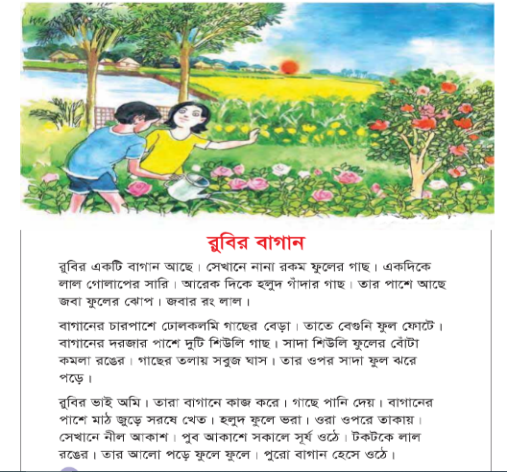 রুবির বাগান
রুবির একটি বাগান আছে। সেখানে নানা রকম ফুলের গাছ। একদিকে
লাল গোলাপের সারি। আরেক দিকে হলুদ গাঁদার গাছ। তার পাশে আছে
জবা ফুলের ঝোপ। জবার রং লাল।
বাগানের চারপাশে ঢোলকলমি গাছের বেড়া। তাতে বেগুনি ফুল ফোটে।
বাগানের দরজার পাশে দুটি শিউলি গাছ। সাদা শিউলি ফুলের বোঁটা
কমলা রঙের। গাছের তলায় সবুজ ঘাস। তার ওপর সাদা ফুল ঝরে
পড়ে।
রুবির ভাই অমি। তারা বাগানে কাজ করে। গাছে পানি দেয়। বাগানের
পাশে মাঠ জুড়ে সরষে খেত। হলুদ ফুলে ভরা। ওরা ওপরে তাকায়।
সেখানে নীল আকাশ। পুব আকাশে সকালে সূর্য ওঠে। টকটকে লাল
রঙের। তার আলো পড়ে ফুলে ফুলে। পুরো বাগান হেসে ওঠে।